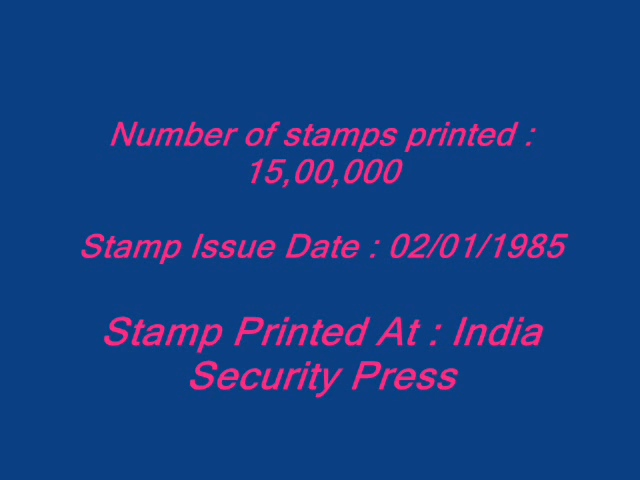 Number of stamps printed :
15,00,000
Stamp Issue Date : 02/01/1985
Stamp Printed At : India
Security Press